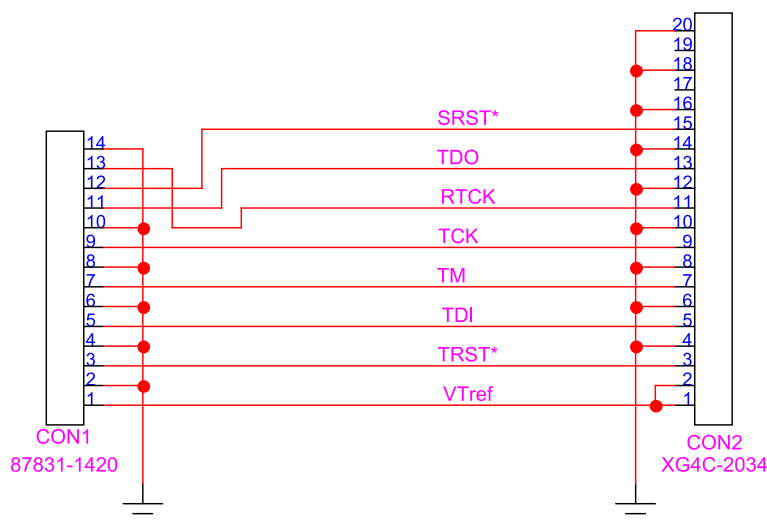 20
19
18
17
16
SRST* 15
14 14
13 TDO 13
12 12
11 RTCK 11
10 10
9 TCK 9
8 8
7 TM 7
6 6
5 TDI 5
4 4
3 TRST* 3
2 2
1 VTref 1
CON1 CON2
87831-1420 XG4C-2034